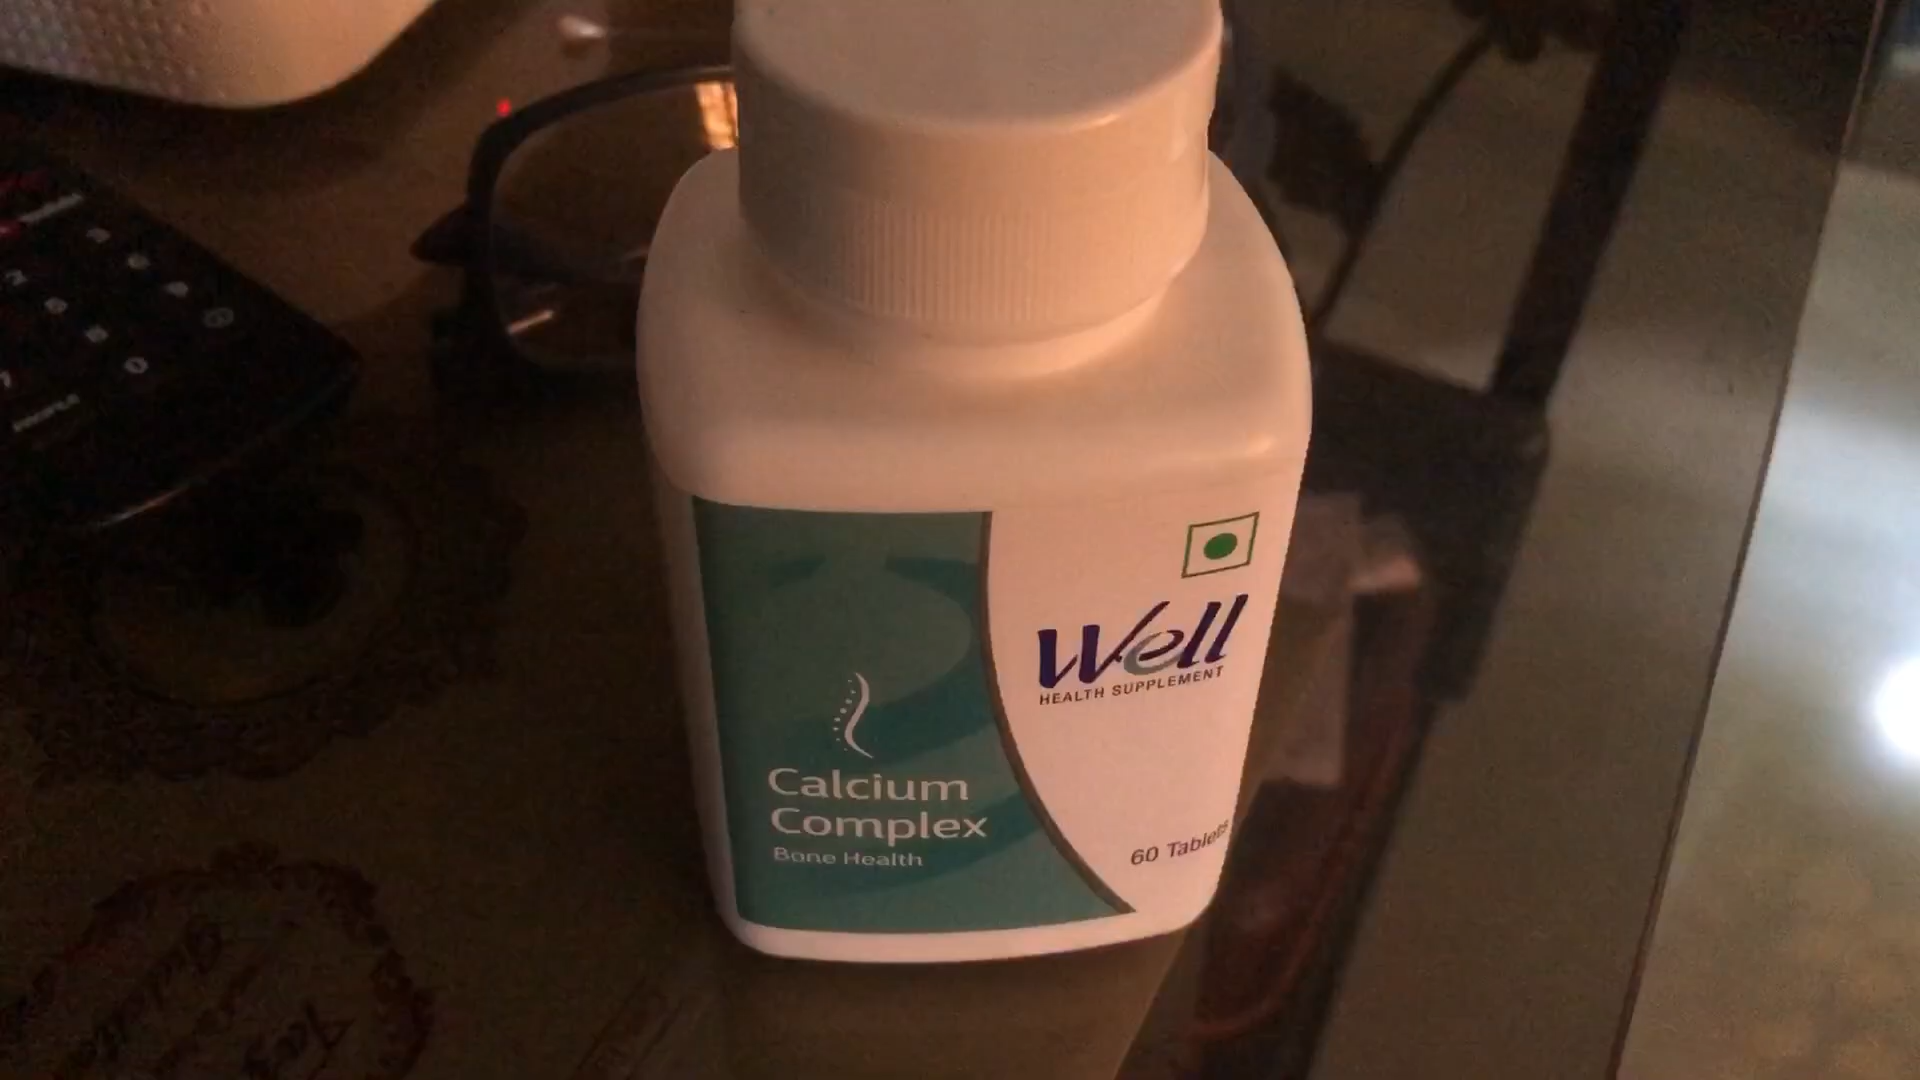 Well
HEALTH SUPPLEMENT
Calcium
Complex
Bone Health
60 Tablets